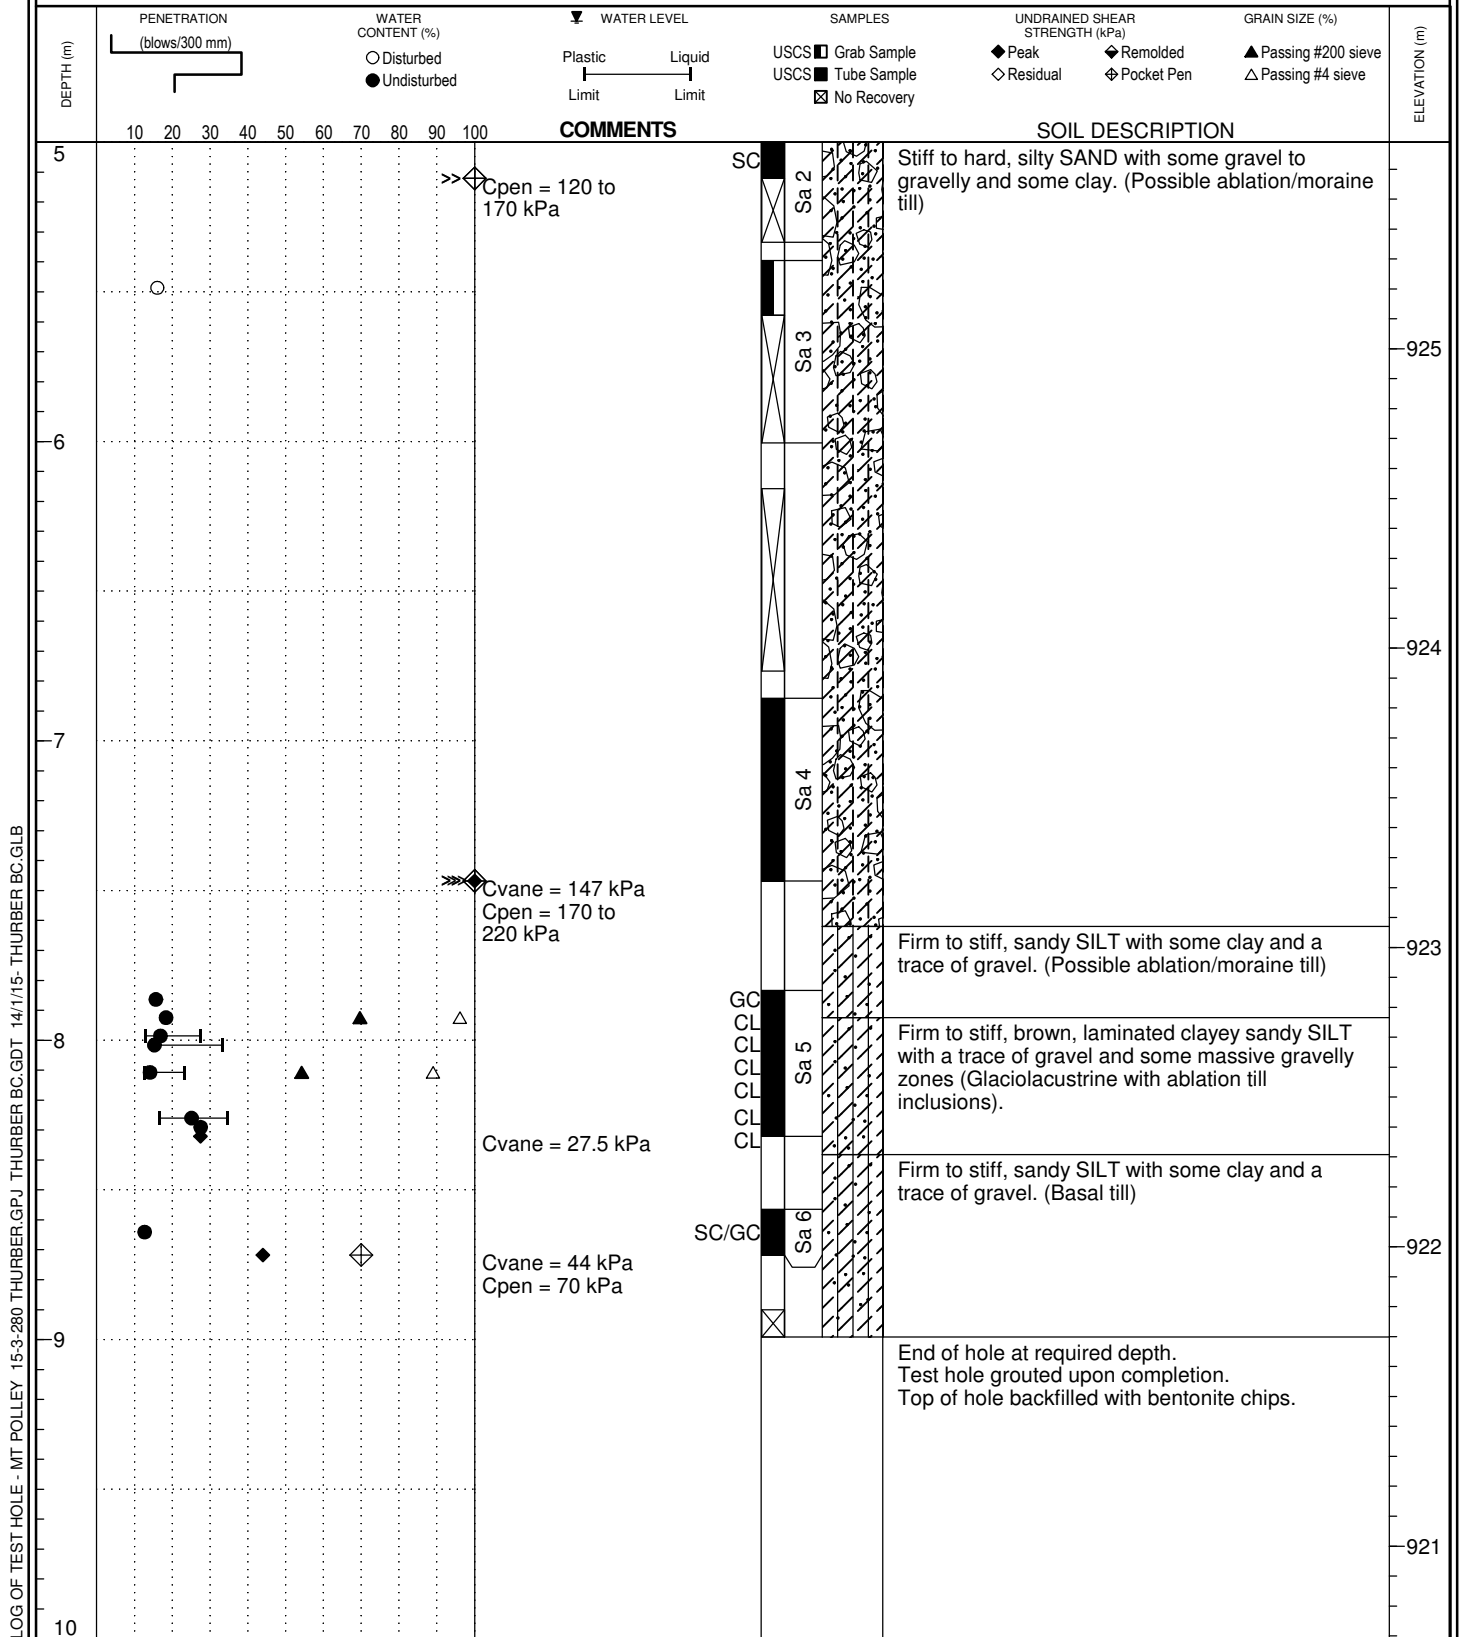 PENETRATION
(blows/300 mm)
WATER
CONTENT (%)
Disturbed
Undisturbed
WATER LEVEL
Plastic Liquid
Limit Limit
SAMPLES
USCS Grab Sample
USCS Tube Sample
No Recovery
UNDRAINED SHEAR
STRENGTH (kPa)
Peak Remolded
Residual Pocket Pen
GRAIN SIZE (%)
Passing #200 sieve
Passing #4 sieve
DEPTH (m)
ELEVATION (m)
10 20 30 40 50 60 70 80 90 100
COMMENTS
SOIL DESCRIPTION
5
>>
Cpen = 120 to
170 kPa
SC
Sa 2
Stiff to hard, silty SAND with some gravel to
gravelly and some clay. (Possible ablation/moraine
till)
Sa 3
925
6
924
7
Sa 4
>>>>
Cvane = 147 kPa
Cpen = 170 to
220 kPa
Firm to stiff, sandy SILT with some clay and a
trace of gravel. (Possible ablation/moraine till)
923
GC
CL
CL
CL
CL
CL
CL
Sa 5
8
Firm to stiff, brown, laminated clayey sandy SILT
with a trace of gravel and some massive gravelly
zones (Glaciolacustrine with ablation till
inclusions).
Cvane = 27.5 kPa
Firm to stiff, sandy SILT with some clay and a
trace of gravel. (Basal till)
SC/GC
Sa 6
922
Cvane = 44 kPa
Cpen = 70 kPa
9
End of hole at required depth.
Test hole grouted upon completion.
Top of hole backfilled with bentonite chips.
921
10
LOG OF TEST HOLE - MT POLLEY 15-3-280 THURBER.GPJ THURBER BC.GDT 14/1/15- THURBER BC.GLB